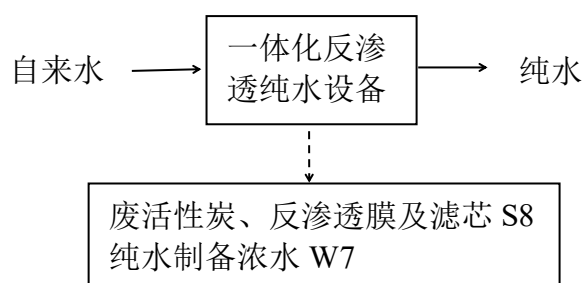 一体化反渗
透纯水设备
自来水
纯水
废活性炭、反渗透膜及滤芯 S8
纯水制备浓水 W7